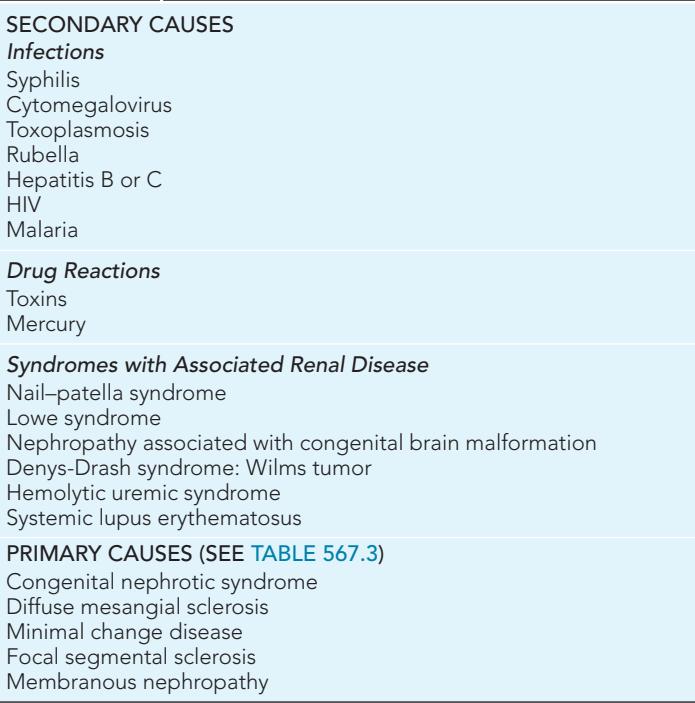 SECONDARY CAUSES
Infections
Syphilis
Cytomegalovirus
Toxoplasmosis
Rubella
Hepatitis B or C
HIV
Malaria
Drug Reactions
Toxins
Mercury
Syndromes with Associated Renal Disease
Nail–patella syndrome
Lowe syndrome
Nephropathy associated with congenital brain malformation
Denys-Drash syndrome: Wilms tumor
Hemolytic uremic syndrome
Systemic lupus erythematosus
PRIMARY CAUSES (SEE TABLE 567.3)
Congenital nephrotic syndrome
Diffuse mesangial sclerosis
Minimal change disease
Focal segmental sclerosis
Membranous nephropathy